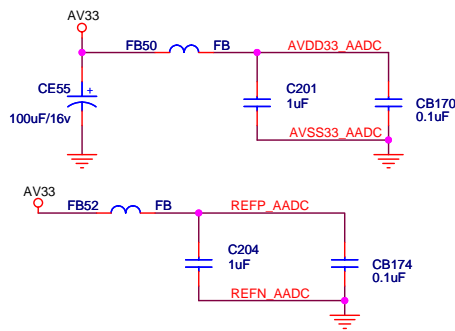 AV33
FB50 FB AVDD33_AADC
CE55
+
100uF/16v
C201
1uF
CB170
0.1uF
AVSS33_AADC
AV33
FB52 FB REFP_AADC
C204
1uF
CB174
0.1uF
REFN_AADC